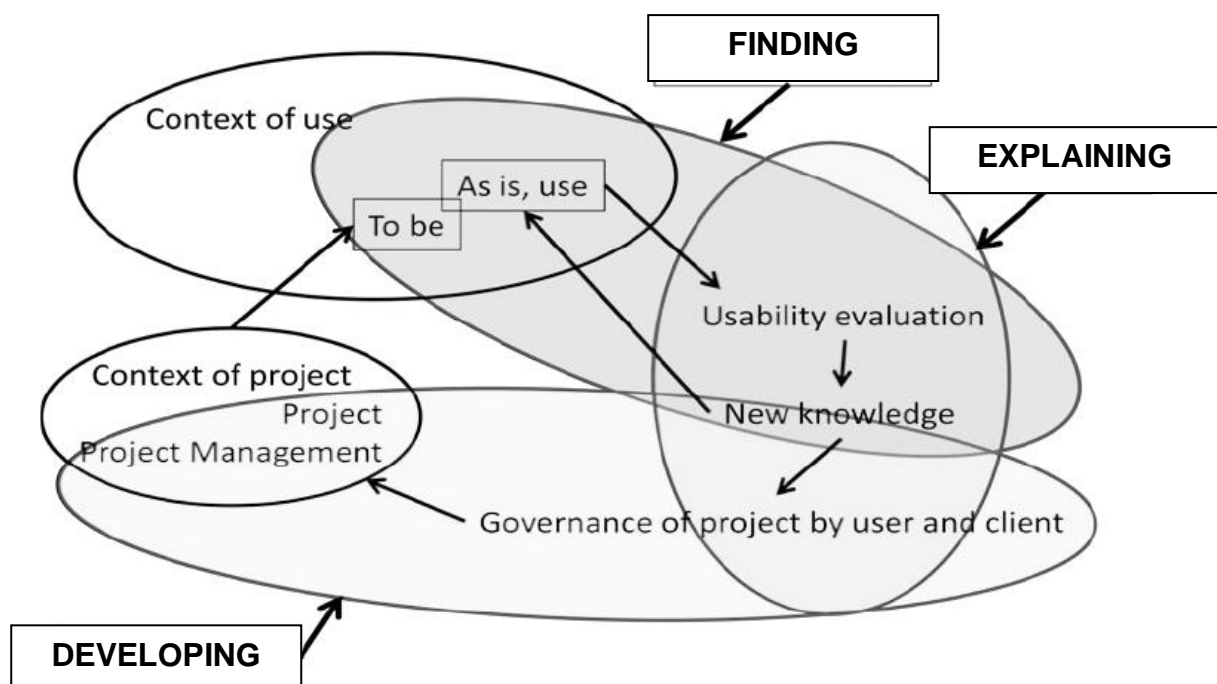 FINDING
Context of use
EXPLAINING
As is, use
To be
Usability evaluation
Context of project
Project
New knowledge
Project Management
Governance of project by user and client
DEVELOPING